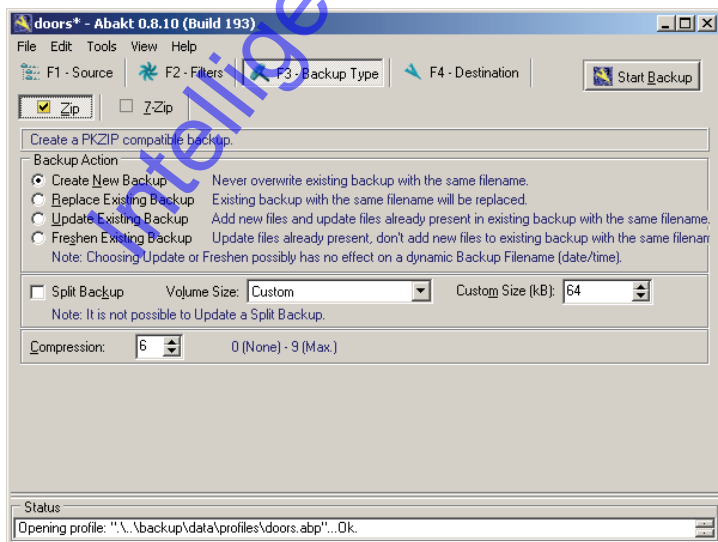 doors* - Abakt 0.8.10 (Build 193)
File Edit Tools View Help
F1 - Source F2 - Filters F3 - Backup Type F4 - Destination Start Backup
Zip 7-Zip
Create a PKZIP compatible backup.
Backup Action
Create New Backup Never overwrite existing backup with the same filename.
Replace Existing Backup Existing backup with the same filename will be replaced.
Update Existing Backup Add new files and update files already present in existing backup with the same filename.
Freshen Existing Backup Update files already present, don't add new files to existing backup with the same filenam
Note: Choosing Update or Freshen possibly has no effect on a dynamic Backup Filename (date/time).
Split Backup Volume Size: Custom Custom Size (kB): 64
Note: It is not possible to Update a Split Backup.
Compression: 6 0 (None) - 9 (Max.)
Status
Opening profile: ".\..\backup\data\profiles\doors.abp"...Ok.
Intellige